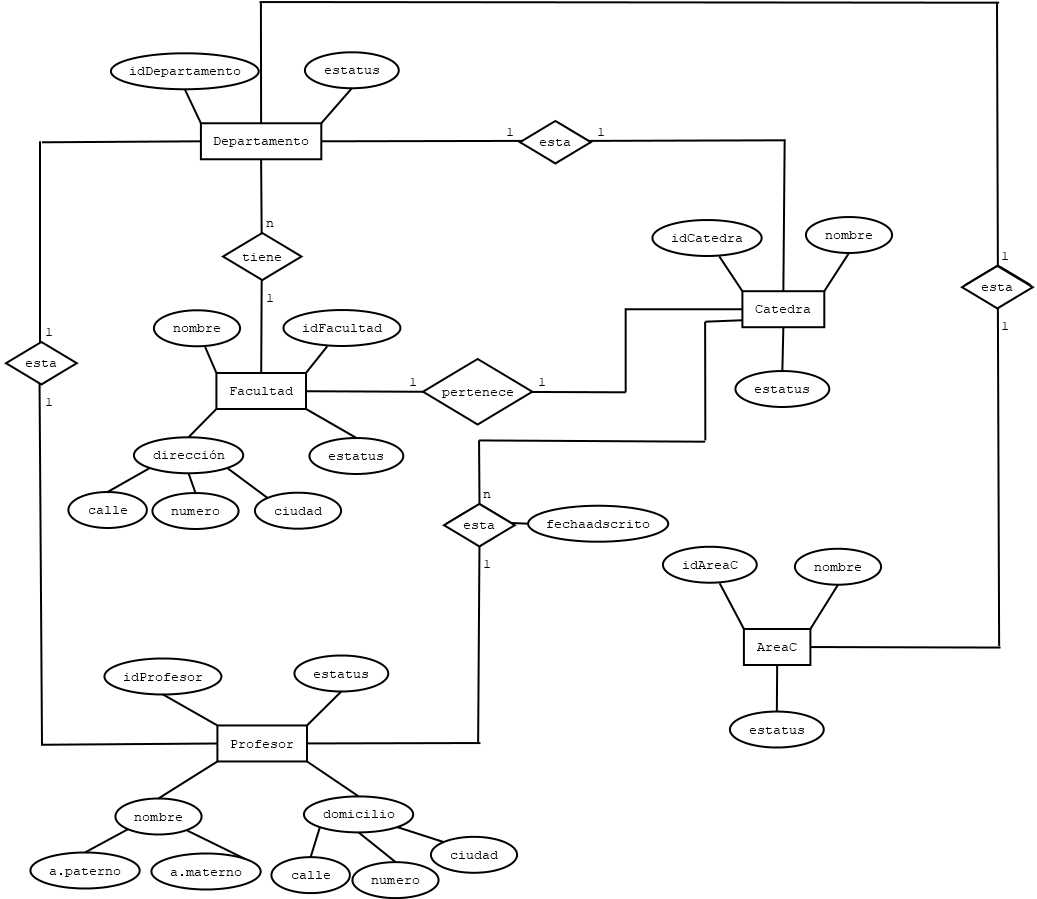 idDepartamento
estatus
Departamento
1
esta
1
n
tiene
1
idCatedra
nombre
Catedra
estatus
1
esta
1
nombre
idFacultad
1
esta
1
Facultad
1
pertenece
1
dirección
estatus
calle
numero
ciudad
n
esta
fechaadscrito
1
idAreaC
nombre
AreaC
estatus
idProfesor
estatus
Profesor
nombre
domicilio
a.paterno
a.materno
calle
numero
ciudad